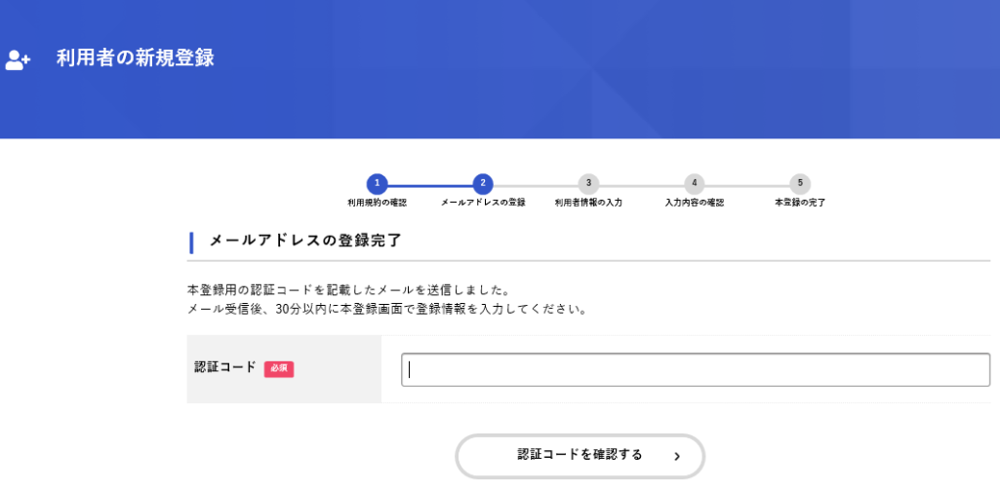 利用者の新規登録
1 2 3 4 5
利用規約の確認 メールアドレスの登録 利用者情報の入力 入力内容の確認 本登録の完了
メールアドレスの登録完了
本登録用の認証コードを記載したメールを送信しました。
メール受信後、30分以内に本登録画面で登録情報を入力してください。
認証コード 必須
認証コードを確認する